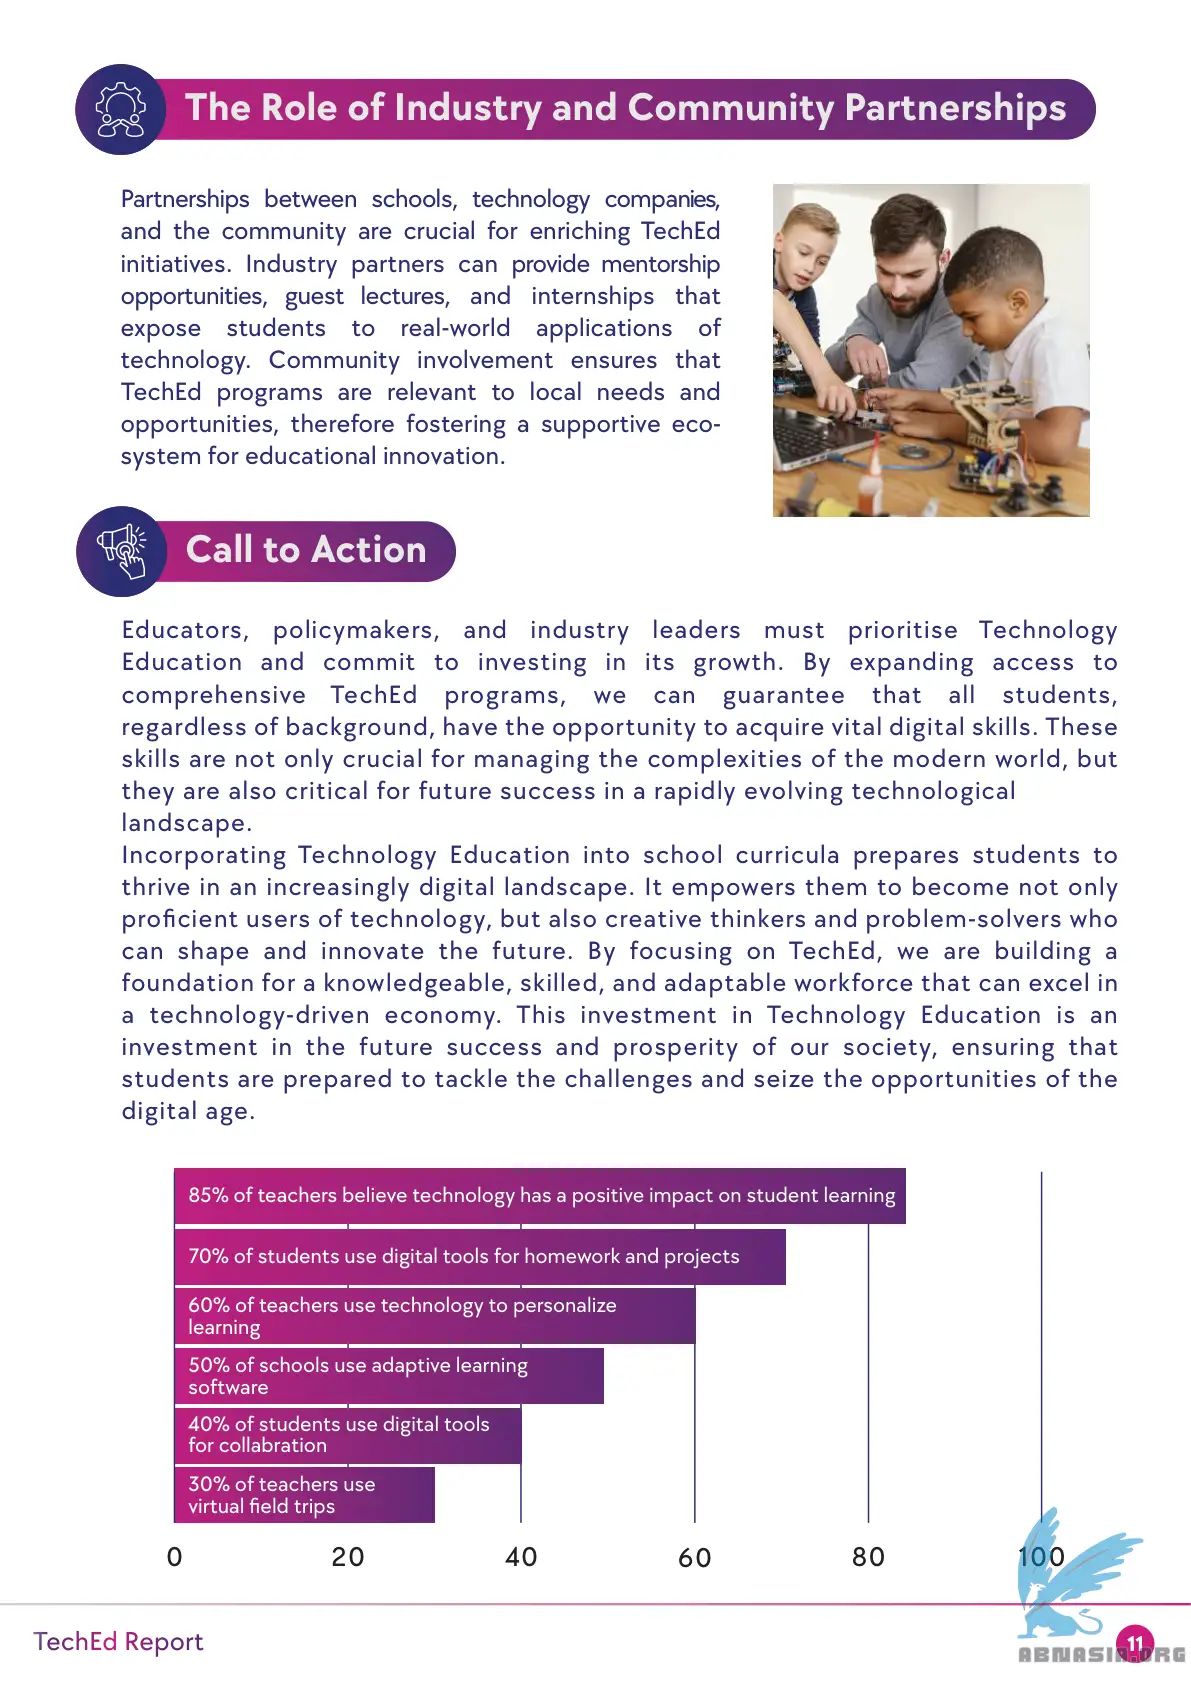 The Role of Industry and Community Partnerships
Partnerships between schools, technology companies,
and the community are crucial for enriching TechEd
initiatives. Industry partners can provide mentorship
opportunities, guest lectures, and internships that
expose students to real-world applications of
technology. Community involvement ensures that
TechEd programs are relevant to local needs and
opportunities, therefore fostering a supportive eco-
system for educational innovation.
Call to Action
Educators, policymakers, and industry leaders must prioritise Technology
Education and commit to investing in its growth. By expanding access to
comprehensive TechEd programs, we can guarantee that all students,
regardless of background, have the opportunity to acquire vital digital skills. These
skills are not only crucial for managing the complexities of the modern world, but
they are also critical for future success in a rapidly evolving technological
landscape.
Incorporating Technology Education into school curricula prepares students to
thrive in an increasingly digital landscape. It empowers them to become not only
proficient users of technology, but also creative thinkers and problem-solvers who
can shape and innovate the future. By focusing on TechEd, we are building a
foundation for a knowledgeable, skilled, and adaptable workforce that can excel in
a technology-driven economy. This investment in Technology Education is an
investment in the future success and prosperity of our society, ensuring that
students are prepared to tackle the challenges and seize the opportunities of the
digital age.
85% of teachers believe technology has a positive impact on student learning
70% of students use digital tools for homework and projects
60% of teachers use technology to personalize
learning
50% of schools use adaptive learning
software
40% of students use digital tools
for collabration
30% of teachers use
virtual field trips
0 20 40 60 80 100
TechEd Report
11
ABNASIA.ORG